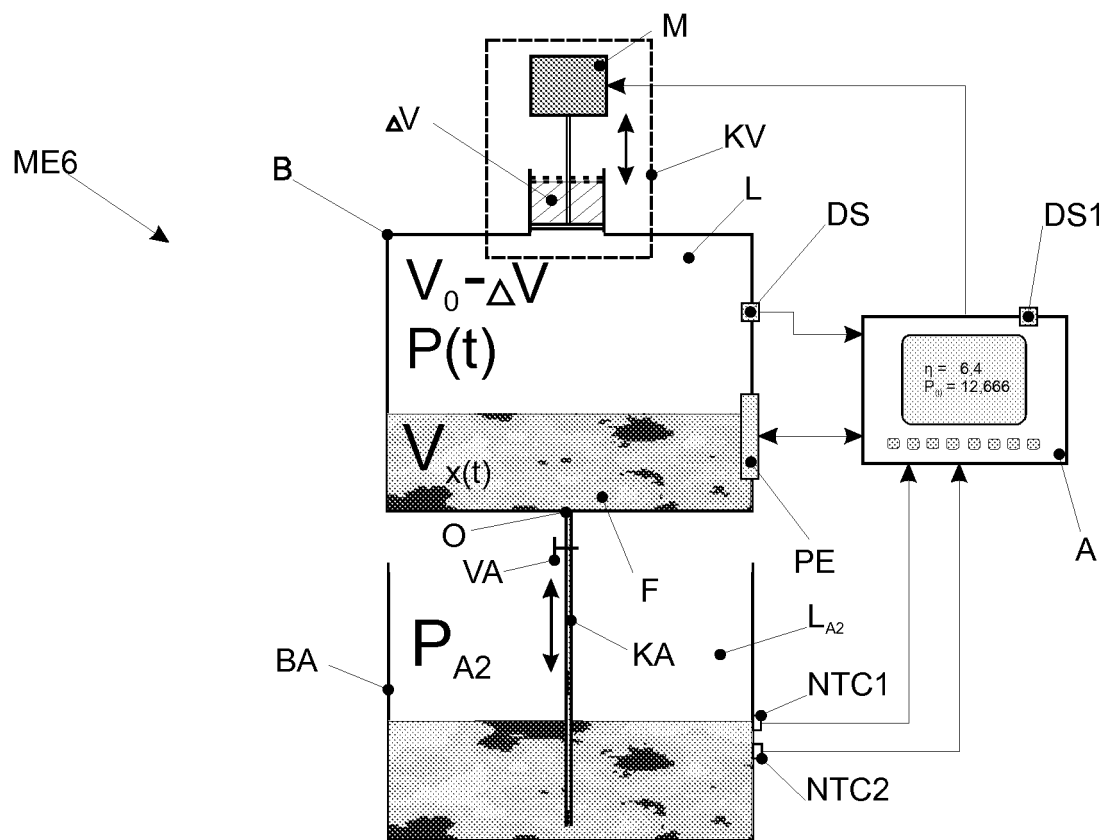 M
ΔV
KV
ME6
B
L
DS
DS1
V0-ΔV
P(t)
η = 6,4
P(t) = 12,666
Vx(t)
O
VA
F
PE
A
PA2
LA2
KA
BA
NTC1
NTC2